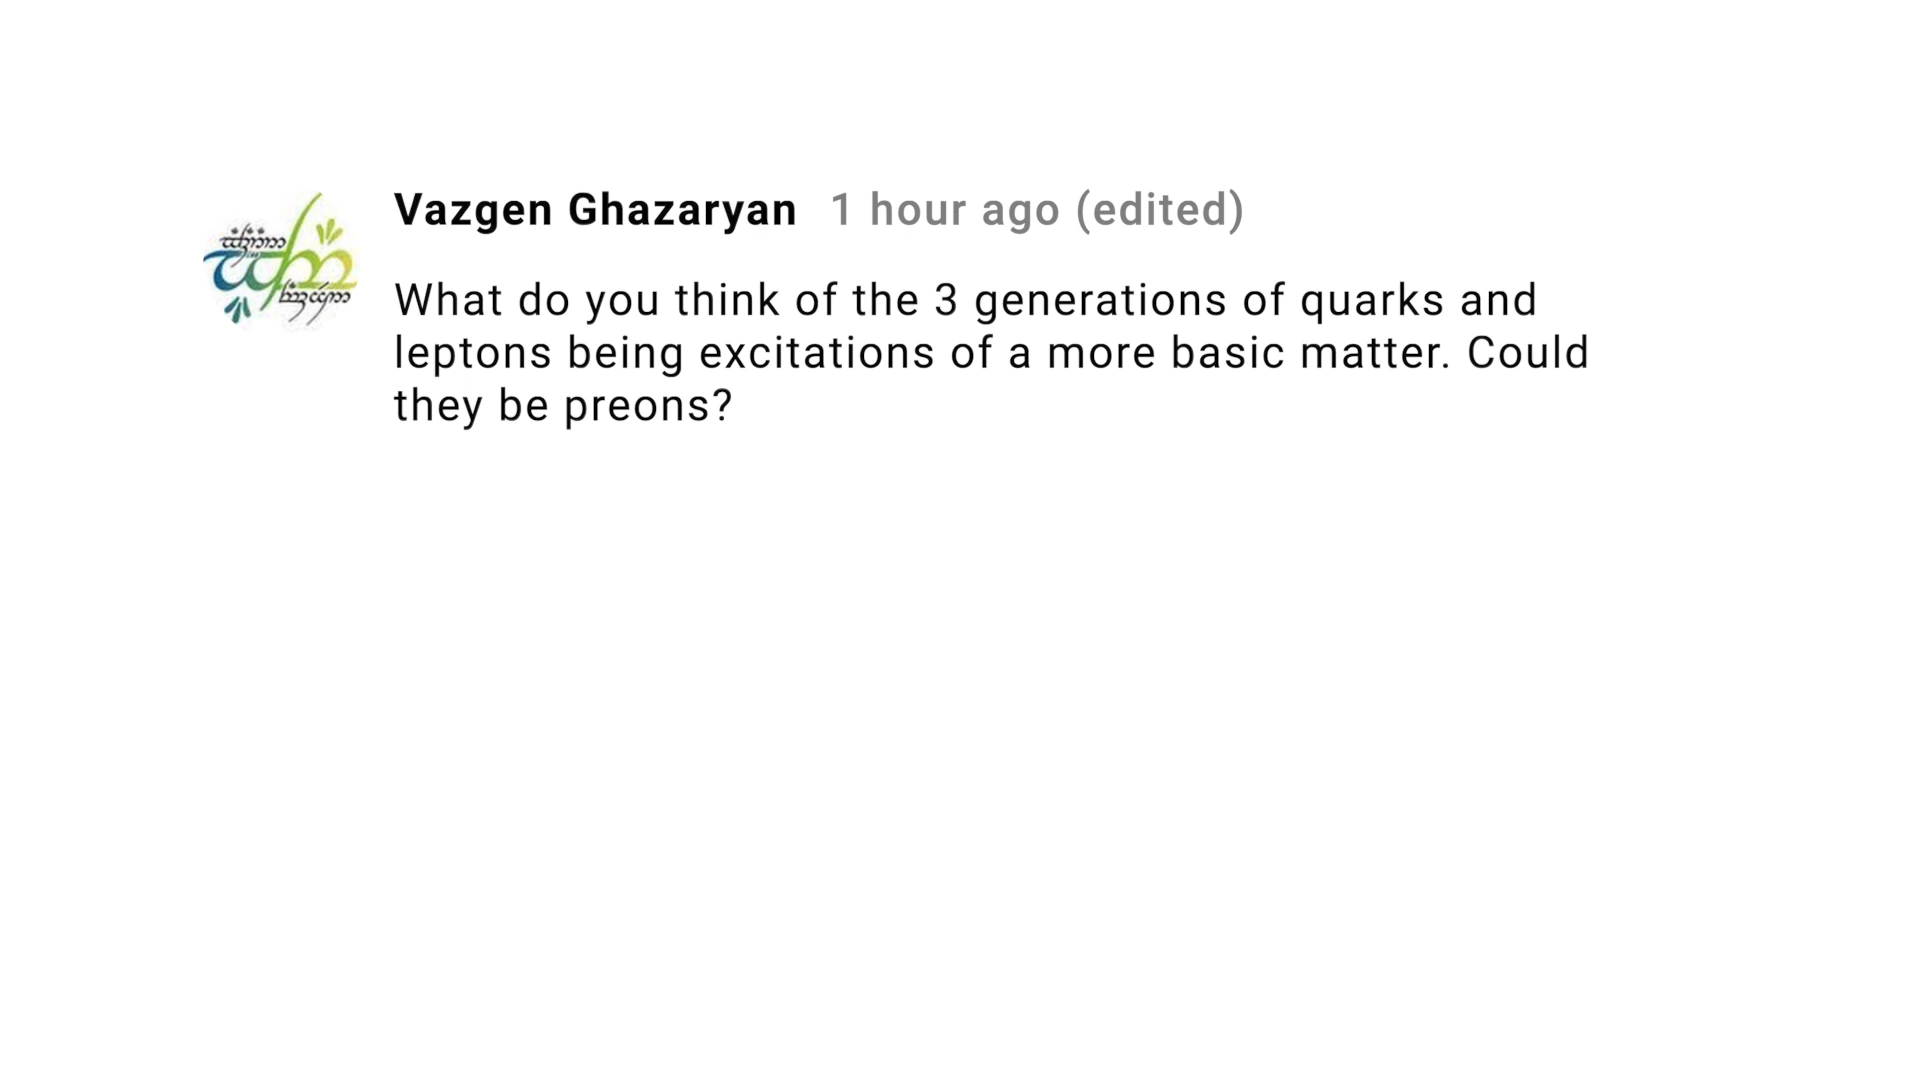 Vazgen Ghazaryan 1 hour ago (edited)
What do you think of the 3 generations of quarks and
leptons being excitations of a more basic matter. Could
they be preons?